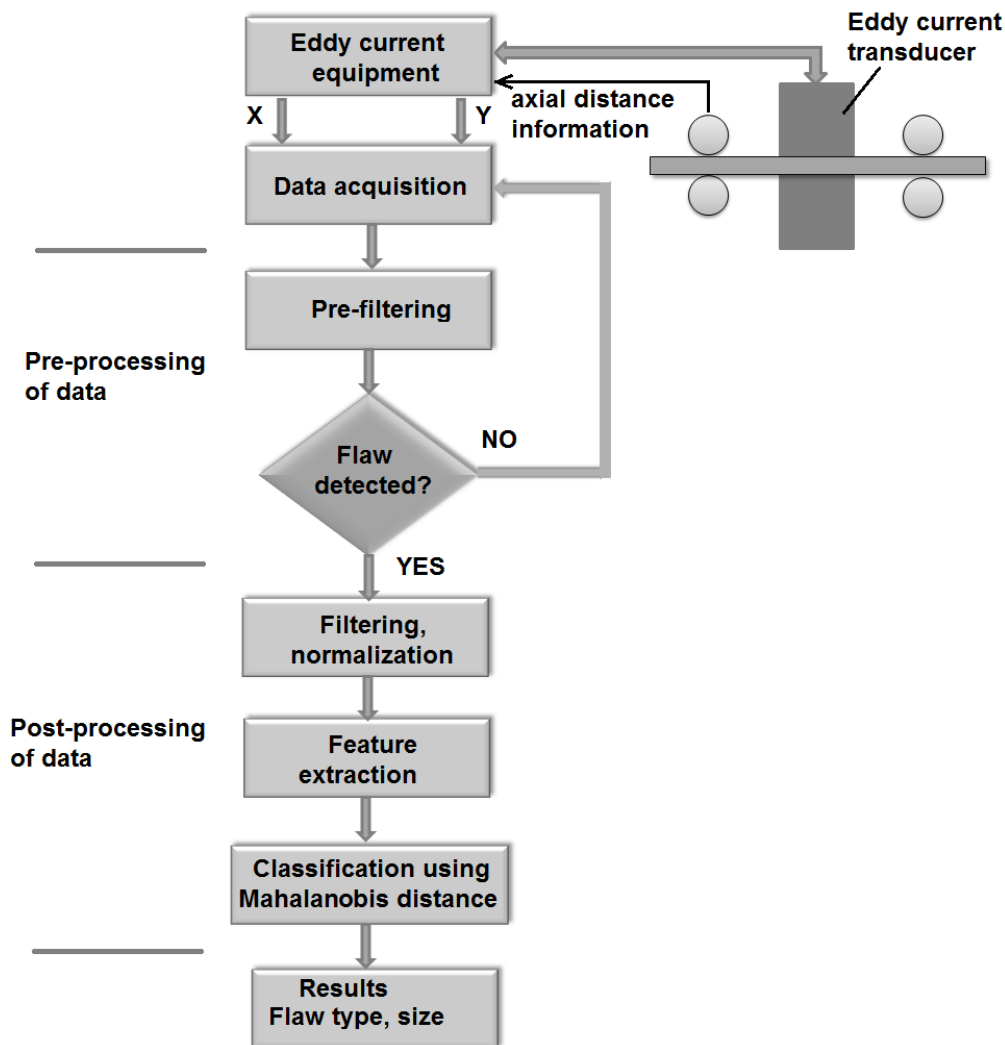 Eddy current
equipment
Eddy current
transducer
axial distance
information
X
Y
Data acquisition
Pre-filtering
Pre-processing
of data
Flaw
detected?
NO
YES
Filtering,
normalization
Post-processing
of data
Feature
extraction
Classification using
Mahalanobis distance
Results
Flaw type, size